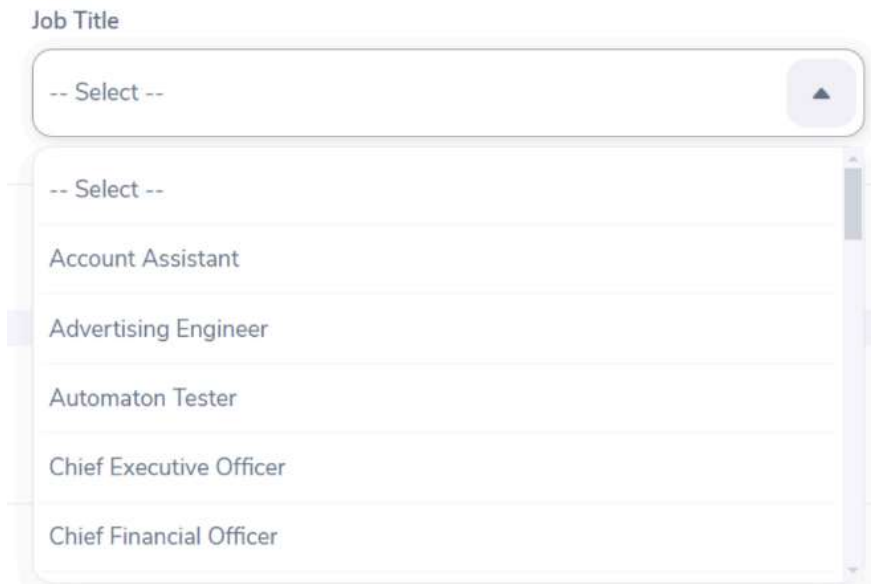 Job Title
-- Select --
-- Select --
Account Assistant
Advertising Engineer
Automaton Tester
Chief Executive Officer
Chief Financial Officer